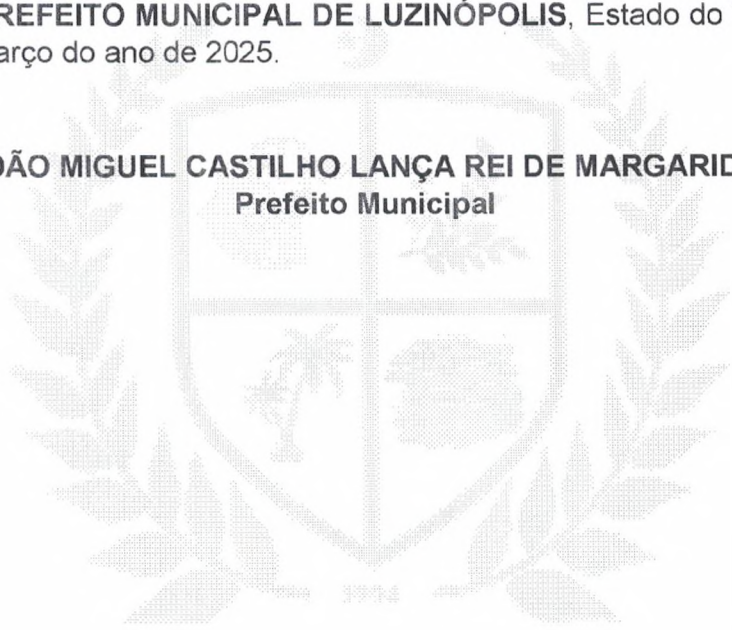 REFEITO MUNICIPAL DE LUZINÓPOLIS, Estado do
arço do ano de 2025.
OÃO MIGUEL CASTILHO LANÇA REI DE MARGARID
Prefeito Municipal